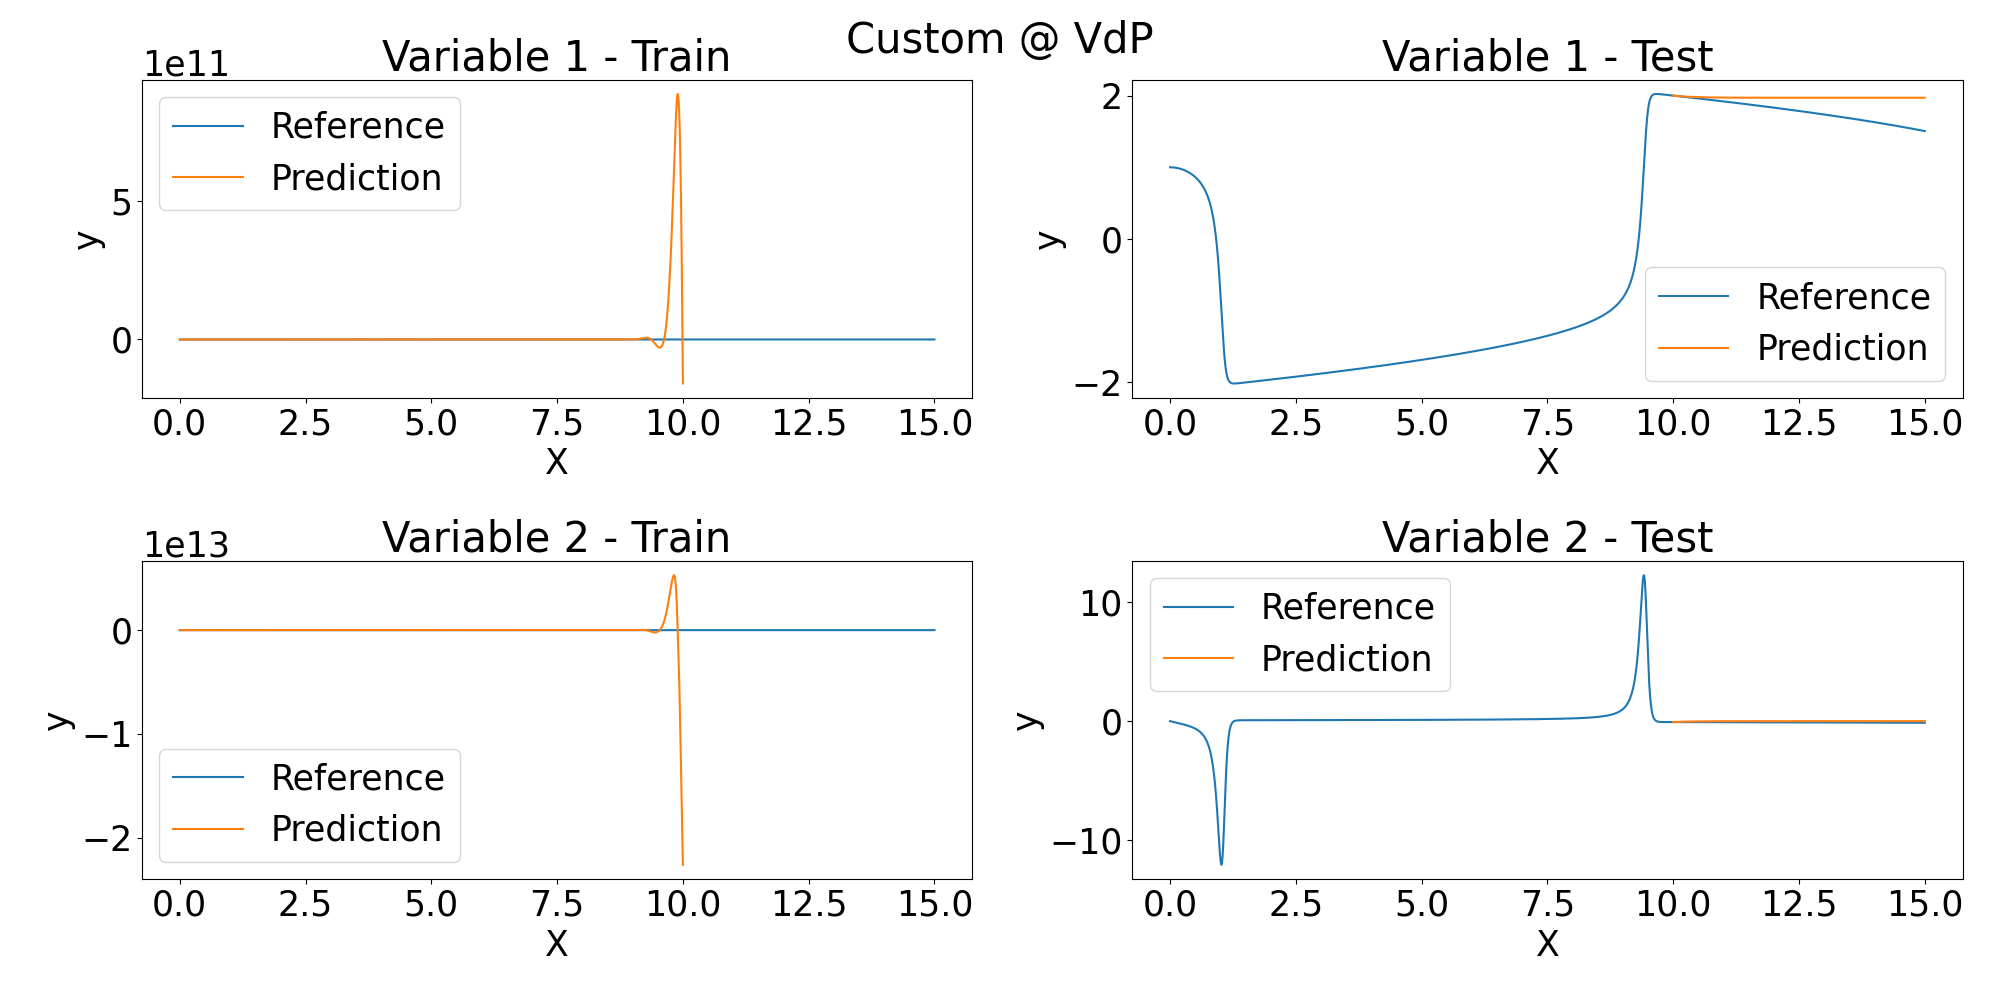 Custom @ VdP
Variable 1 - Train
1e11
Reference
Prediction
5
0
y
0.0 2.5 5.0 7.5 10.0 12.5 15.0
X
Variable 1 - Test
2
0
−2
y
Reference
Prediction
0.0 2.5 5.0 7.5 10.0 12.5 15.0
X
Variable 2 - Train
1e13
0
−1
−2
y
Reference
Prediction
0.0 2.5 5.0 7.5 10.0 12.5 15.0
X
Variable 2 - Test
Reference
Prediction
10
0
−10
y
0.0 2.5 5.0 7.5 10.0 12.5 15.0
X